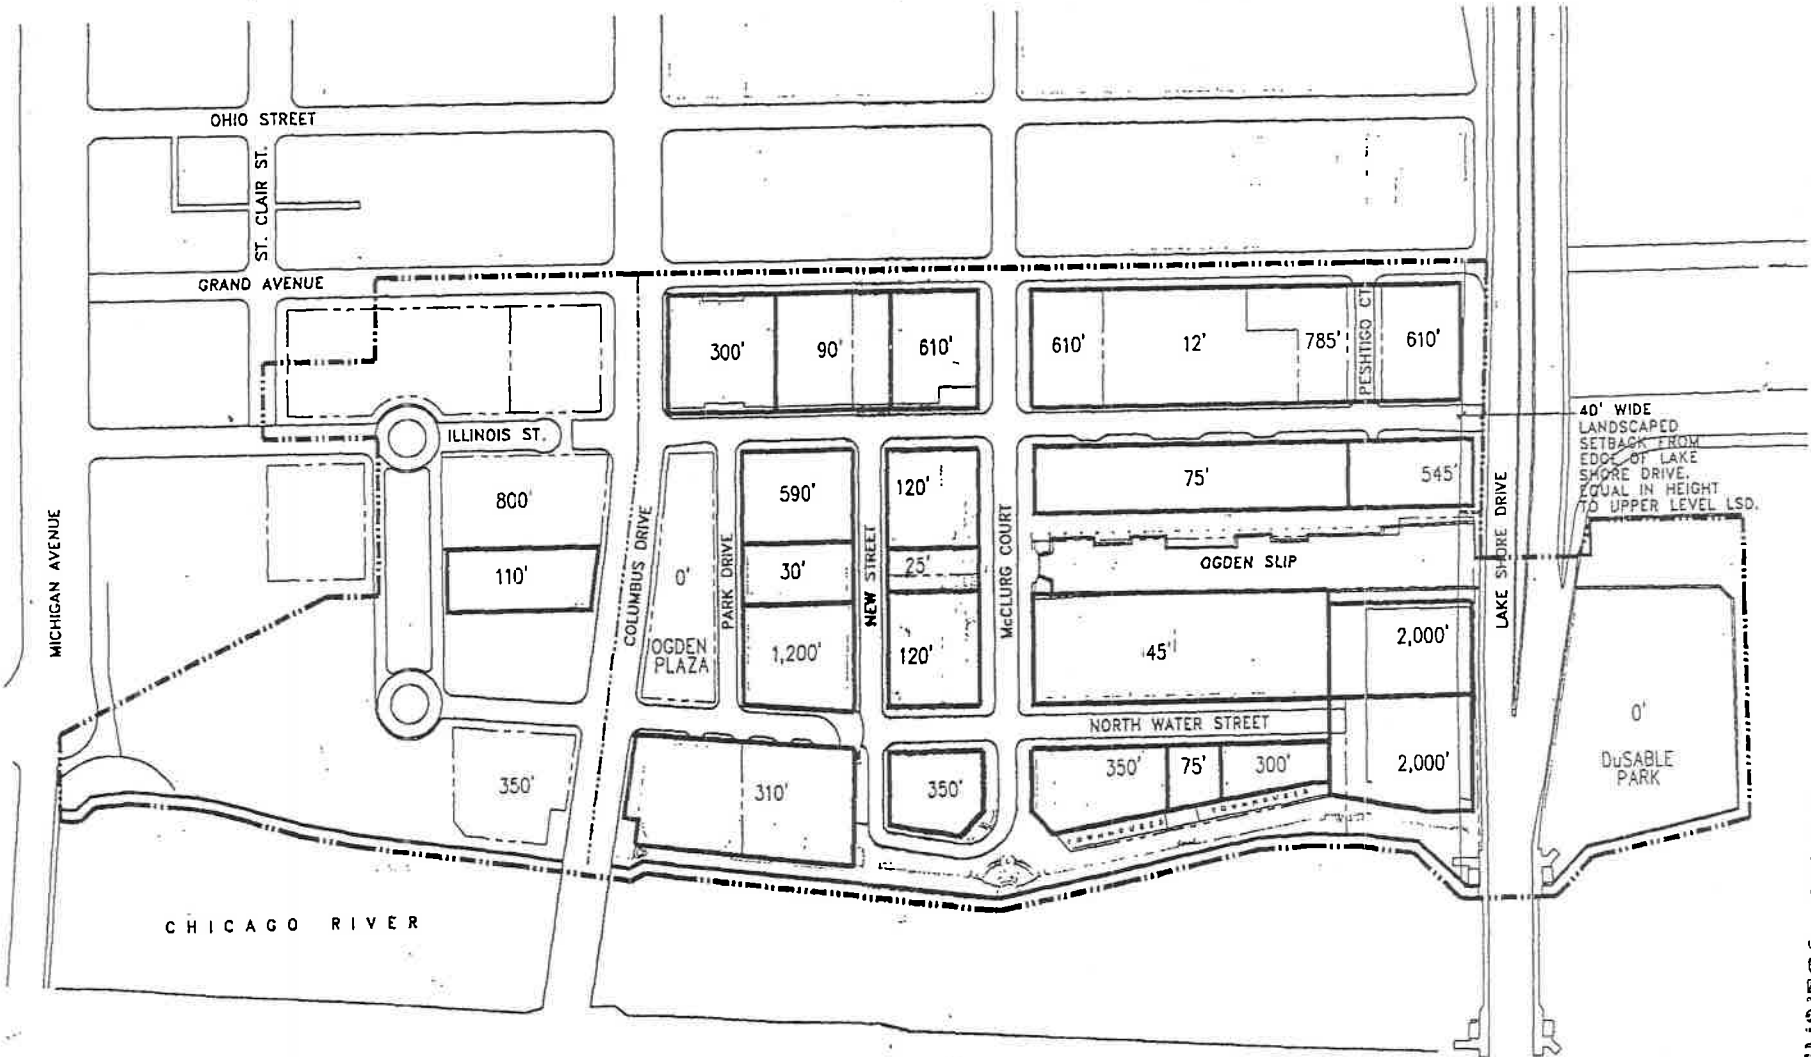 OHIO STREET
ST. CLAIR ST.
GRAND AVENUE
300'
90'
610'
610'
12'
785'
PESHTIGO CT
610'
ILLINOIS ST.
40' WIDE
LANDSCAPED
SETBACK FROM
EDGE OF LAKE
SHORE DRIVE,
EQUAL IN HEIGHT
TO UPPER LEVEL LSD.
MICHIGAN AVENUE
800'
110'
COLUMBUS DRIVE
0'
OGDEN
PLAZA
PARK DRIVE
590'
30'
1,200'
NEW STREET
120'
25'
120'
McCLURG COURT
75'
545'
OGDEN SLIP
LAKE SHORE DRIVE
45'
2,000'
NORTH WATER STREET
0'
DuSABLE
PARK
350'
310'
350'
350'
75'
300'
2,000'
TOWNHOUSES
TOWNHOUSES
CHICAGO RIVER